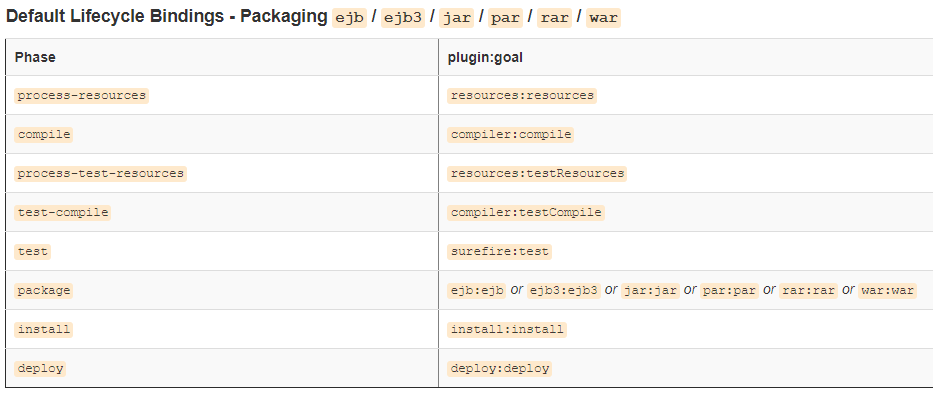 Default Lifecycle Bindings - Packaging ejb / ejb3 / jar / par / rar / war
Phase plugin:goal
process-resources resources:resources
compile compiler:compile
process-test-resources resources:testResources
test-compile compiler:testCompile
test surefire:test
package ejb:ejb or ejb3:ejb3 or jar:jar or par:par or rar:rar or war:war
install install:install
deploy deploy:deploy